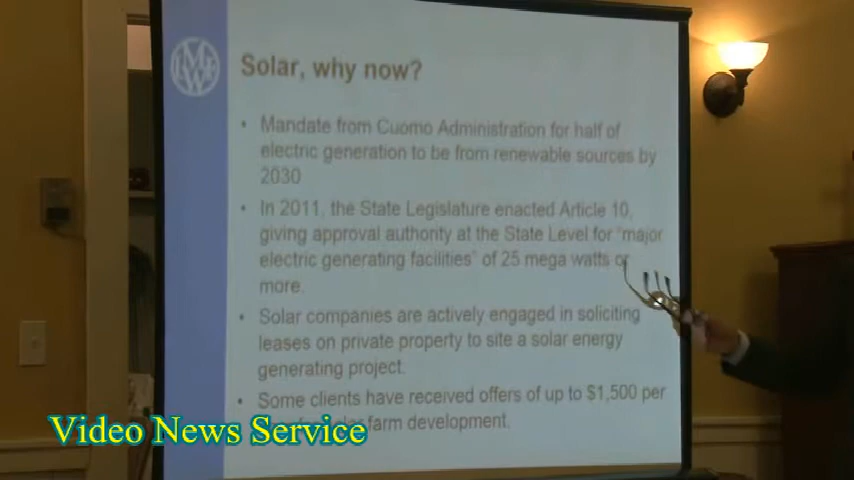 Solar, why now?
• Mandate from Cuomo Administration for half of
electric generation to be from renewable sources by
2030
• In 2011, the State Legislature enacted Article 10,
giving approval authority at the State Level for "major
electric generating facilities" of 25 mega watts or
more.
• Solar companies are actively engaged in soliciting
leases on private property to site a solar energy
generating project.
• Some clients have received offers of up to $1,500 per
farm development.
Video News Service